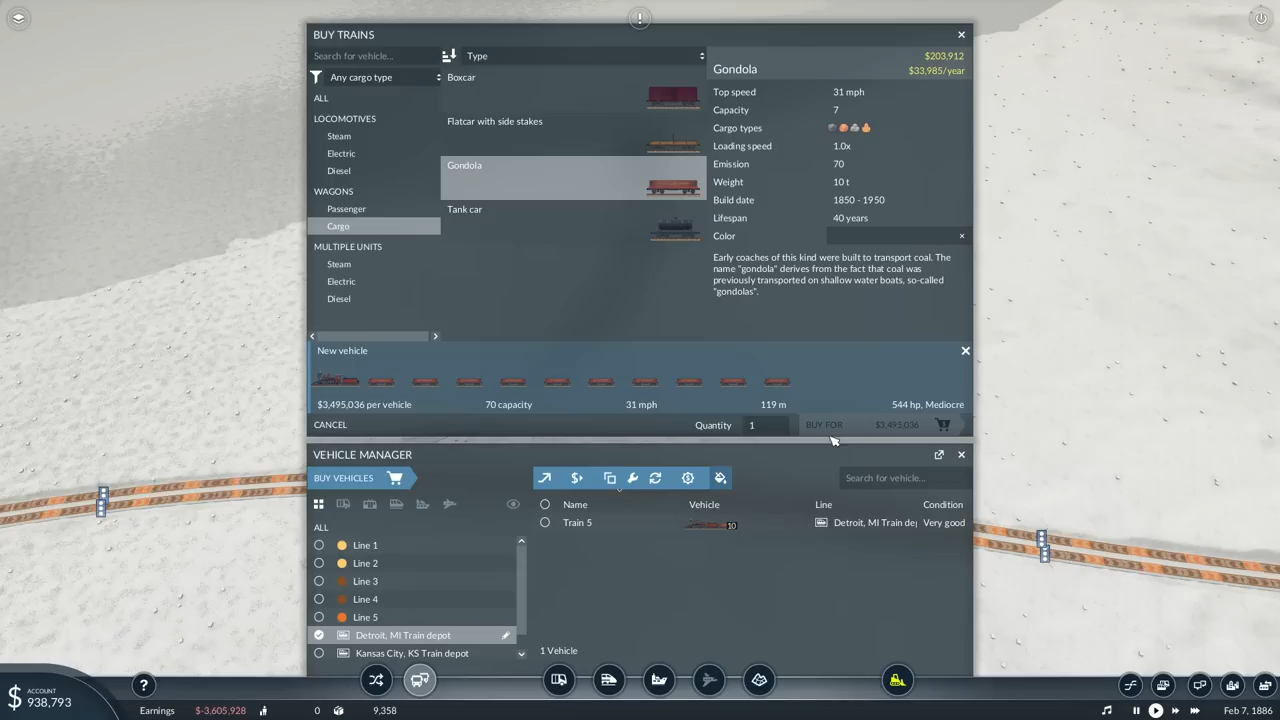 BUY TRAINS
Search for vehicle...
Type
Any cargo type
ALL
LOCOMOTIVES
Steam
Electric
Diesel
WAGONS
Passenger
Cargo
MULTIPLE UNITS
Steam
Electric
Diesel
Boxcar
Flatcar with side stakes
Gondola
Tank car
$203,912
Gondola
$33,985/year
Top speed 31 mph
Capacity 7
Cargo types
Loading speed 1.0x
Emission 70
Weight 10 t
Build date 1850 - 1950
Lifespan 40 years
Color
Early coaches of this kind were built to transport coal. The
name "gondola" derives from the fact that coal was
previously transported on shallow water boats, so-called
"gondolas".
New vehicle
$3,495,036 per vehicle 70 capacity 31 mph 119 m 544 hp, Mediocre
CANCEL Quantity 1 BUY FOR $3,495,036
VEHICLE MANAGER
BUY VEHICLES
Search for vehicle...
Name Vehicle Line Condition
Train 5 10 Detroit, MI Train de Very good
ALL
Line 1
Line 2
Line 3
Line 4
Line 5
Detroit, MI Train depot
Kansas City, KS Train depot
1 Vehicle
$ ACCOUNT
938,793
?
Earnings $-3,605,928 0 9,358
Feb 7, 1886